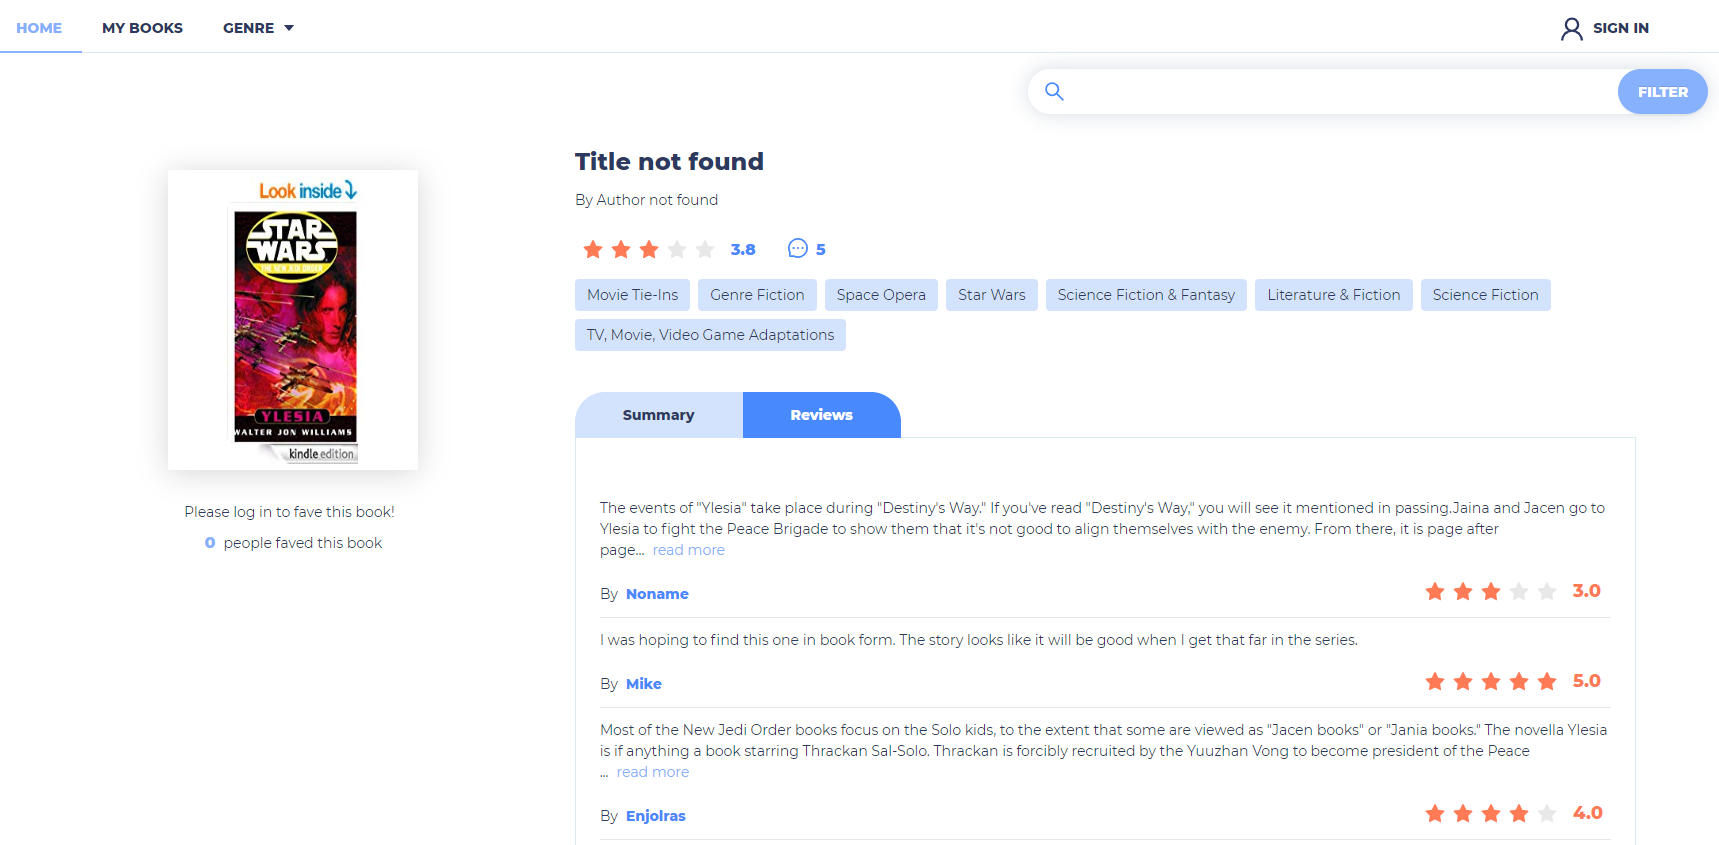 HOME MY BOOKS GENRE SIGN IN
FILTER
Look inside
STAR
WARS
THE NEW JEDI ORDER
YLESIA
WALTER JON WILLIAMS
kindle edition
Please log in to fave this book!
0 people faved this book
Title not found
By Author not found
3.8 5
Movie Tie-Ins Genre Fiction Space Opera Star Wars Science Fiction & Fantasy Literature & Fiction Science Fiction
TV, Movie, Video Game Adaptations
Summary Reviews
The events of "Ylesia" take place during "Destiny's Way." If you've read "Destiny's Way," you will see it mentioned in passing.Jaina and Jacen go to
Ylesia to fight the Peace Brigade to show them that it's not good to align themselves with the enemy. From there, it is page after
page... read more
By Noname 3.0
I was hoping to find this one in book form. The story looks like it will be good when I get that far in the series.
By Mike 5.0
Most of the New Jedi Order books focus on the Solo kids, to the extent that some are viewed as "Jacen books" or "Jania books." The novella Ylesia
is if anything a book starring Thrackan Sal-Solo. Thrackan is forcibly recruited by the Yuuzhan Vong to become president of the Peace
... read more
By Enjolras 4.0